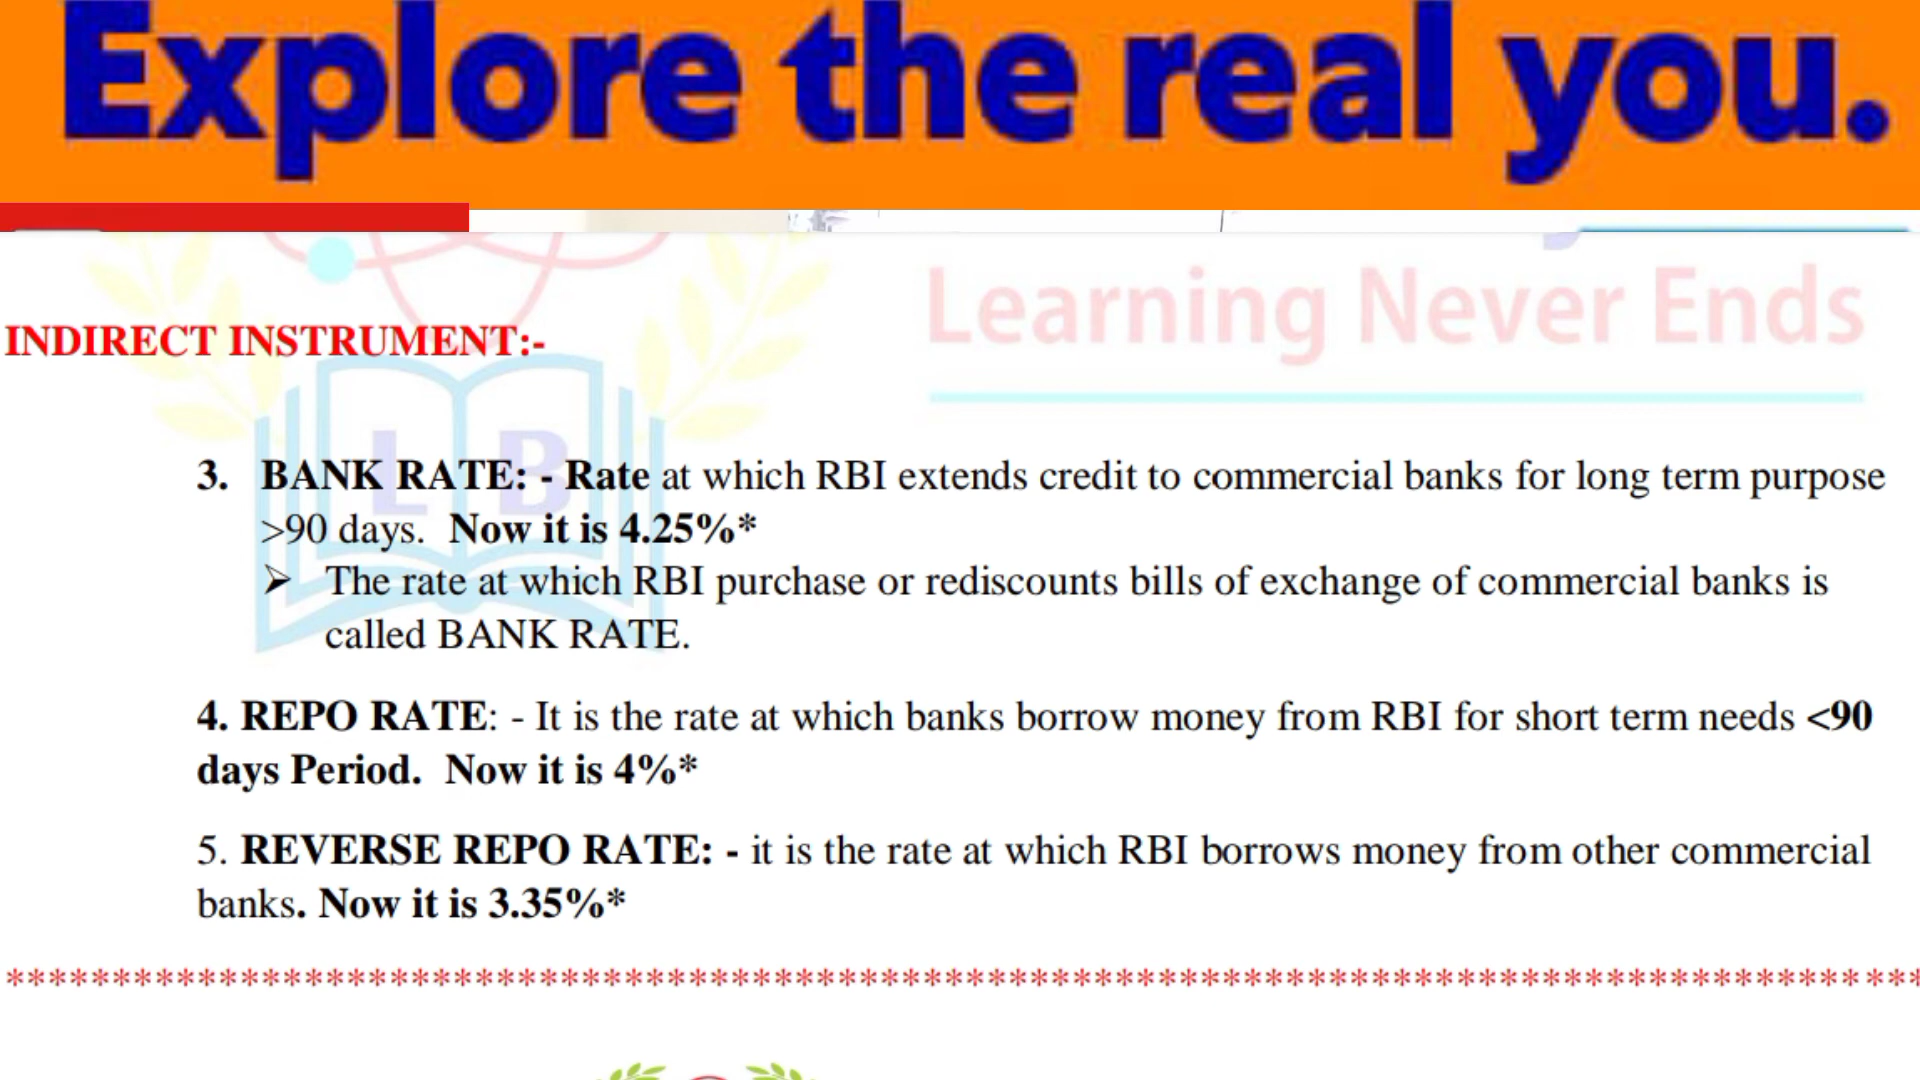 Explore the real you.
Learning Never Ends
INDIRECT INSTRUMENT:-
L B
3. BANK RATE: - Rate at which RBI extends credit to commercial banks for long term purpose
>90 days. Now it is 4.25%*
➢ The rate at which RBI purchase or rediscounts bills of exchange of commercial banks is
called BANK RATE.
4. REPO RATE: - It is the rate at which banks borrow money from RBI for short term needs <90
days Period. Now it is 4%*
5. REVERSE REPO RATE: - it is the rate at which RBI borrows money from other commercial
banks. Now it is 3.35%*
******************************************************************************************